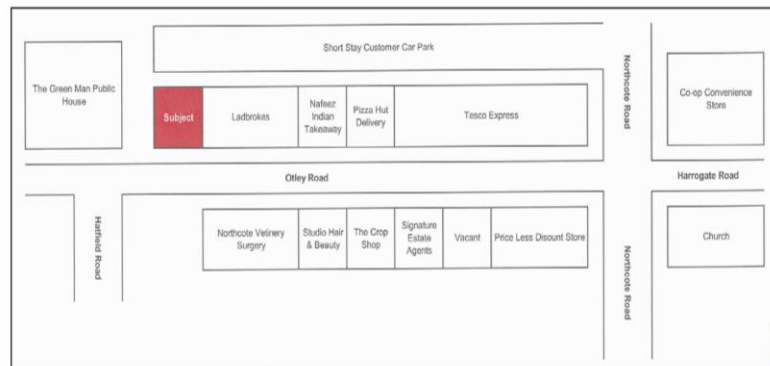 Short Stay Customer Car Park
The Green Man Public
House
Subject
Ladbrokes
Nafeez
Indian
Takeaway
Pizza Hut
Delivery
Tesco Express
Northcote Road
Co-op Convenience
Store
Otley Road
Harrogate Road
Hatfield Road
Northcote Vetinery
Surgery
Studio Hair
& Beauty
The Crop
Shop
Signature
Estate
Agents
Vacant
Price Less Disount Store
Northcote Road
Church